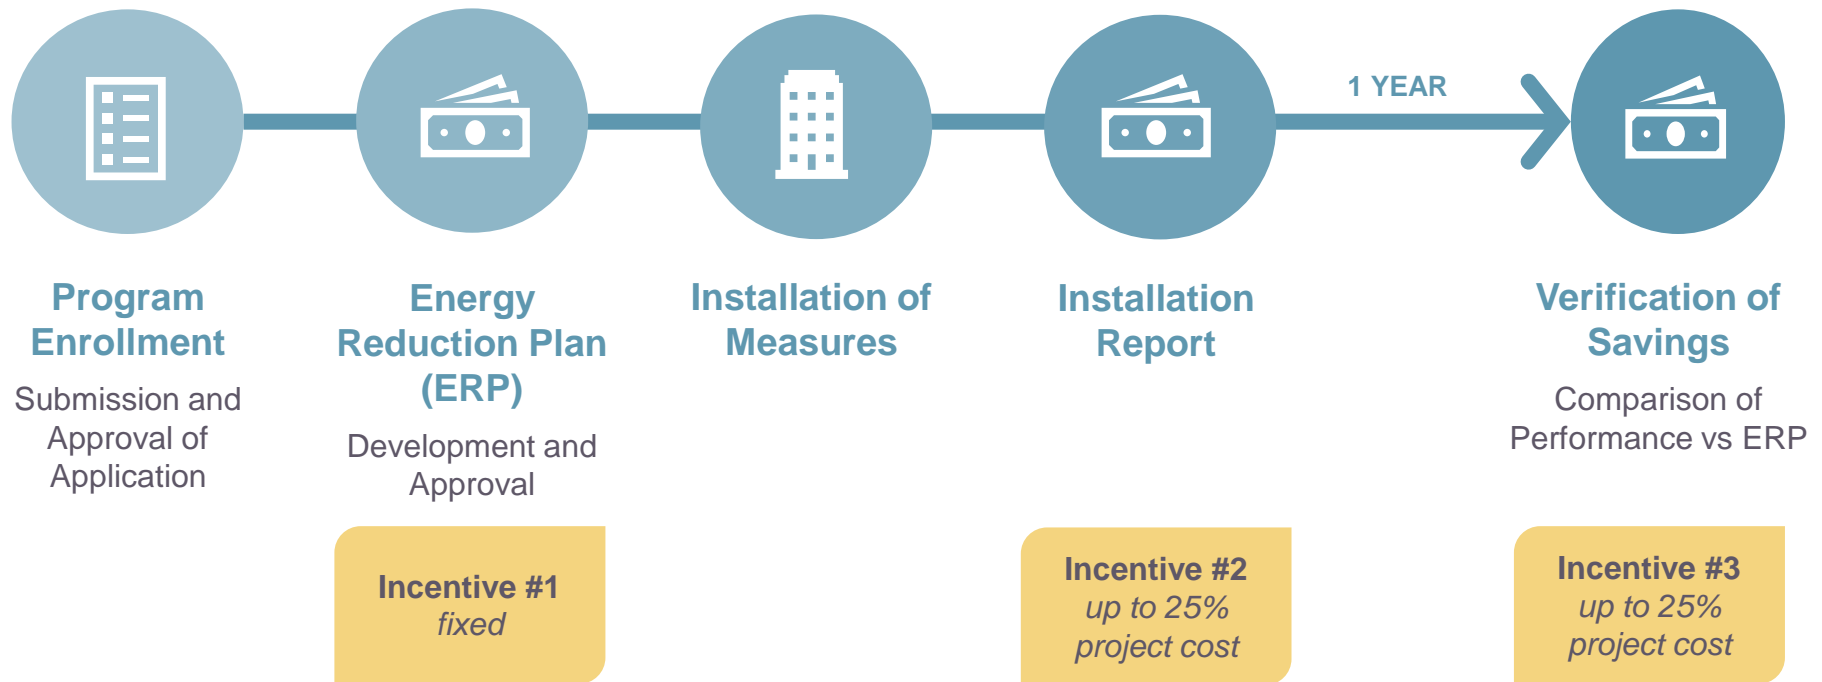 1 YEAR
Program
Enrollment
Submission and
Approval of
Application
Energy
Reduction Plan
(ERP)
Development and
Approval
Incentive #1
fixed
Installation of
Measures
Installation
Report
Incentive #2
up to 25%
project cost
Verification of
Savings
Comparison of
Performance vs ERP
Incentive #3
up to 25%
project cost